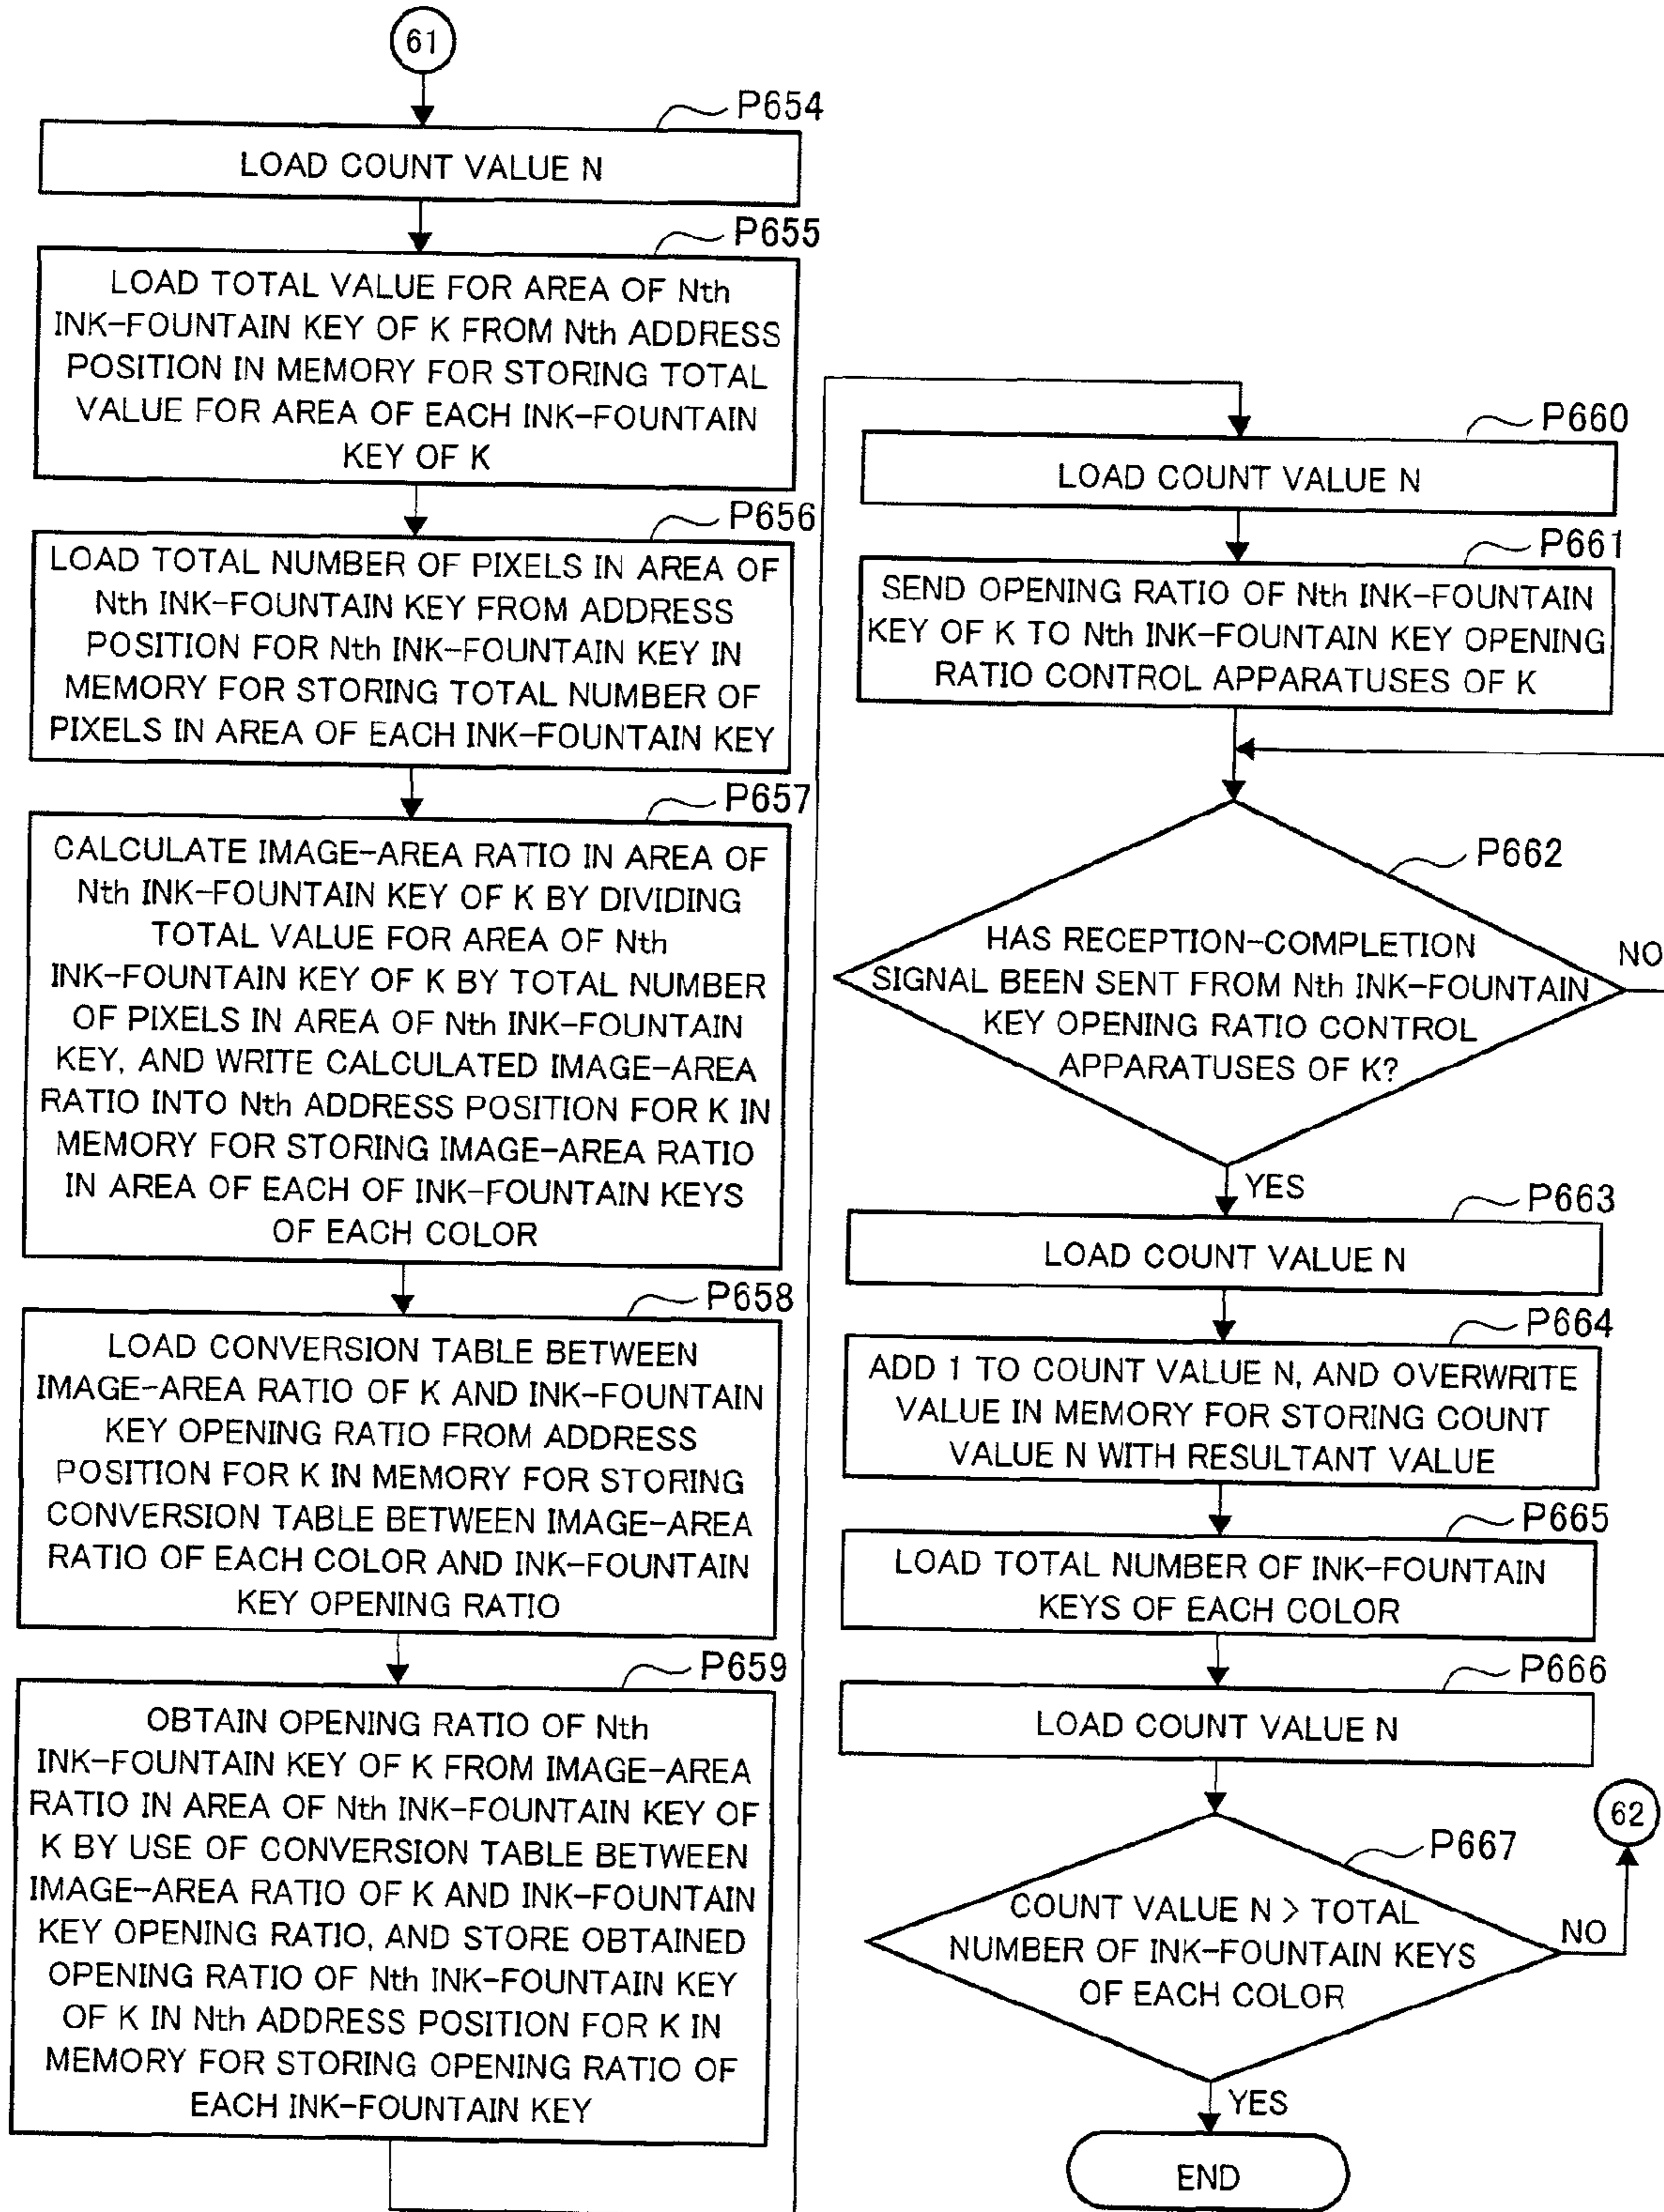 61
P654
LOAD COUNT VALUE N
P655
LOAD TOTAL VALUE FOR AREA OF Nth
INK-FOUNTAIN KEY OF K FROM Nth ADDRESS
POSITION IN MEMORY FOR STORING TOTAL
VALUE FOR AREA OF EACH INK-FOUNTAIN
KEY OF K
P656
LOAD TOTAL NUMBER OF PIXELS IN AREA OF
Nth INK-FOUNTAIN KEY FROM ADDRESS
POSITION FOR Nth INK-FOUNTAIN KEY IN
MEMORY FOR STORING TOTAL NUMBER OF
PIXELS IN AREA OF EACH INK-FOUNTAIN KEY
P657
CALCULATE IMAGE-AREA RATIO IN AREA OF
Nth INK-FOUNTAIN KEY OF K BY DIVIDING
TOTAL VALUE FOR AREA OF Nth
INK-FOUNTAIN KEY OF K BY TOTAL NUMBER
OF PIXELS IN AREA OF Nth INK-FOUNTAIN
KEY, AND WRITE CALCULATED IMAGE-AREA
RATIO INTO Nth ADDRESS POSITION FOR K IN
MEMORY FOR STORING IMAGE-AREA RATIO
IN AREA OF EACH OF INK-FOUNTAIN KEYS
OF EACH COLOR
P658
LOAD CONVERSION TABLE BETWEEN
IMAGE-AREA RATIO OF K AND INK-FOUNTAIN
KEY OPENING RATIO FROM ADDRESS
POSITION FOR K IN MEMORY FOR STORING
CONVERSION TABLE BETWEEN IMAGE-AREA
RATIO OF EACH COLOR AND INK-FOUNTAIN
KEY OPENING RATIO
P659
OBTAIN OPENING RATIO OF Nth
INK-FOUNTAIN KEY OF K FROM IMAGE-AREA
RATIO IN AREA OF Nth INK-FOUNTAIN KEY OF
K BY USE OF CONVERSION TABLE BETWEEN
IMAGE-AREA RATIO OF K AND INK-FOUNTAIN
KEY OPENING RATIO, AND STORE OBTAINED
OPENING RATIO OF Nth INK-FOUNTAIN KEY
OF K IN Nth ADDRESS POSITION FOR K IN
MEMORY FOR STORING OPENING RATIO OF
EACH INK-FOUNTAIN KEY
P660
LOAD COUNT VALUE N
P661
SEND OPENING RATIO OF Nth INK-FOUNTAIN
KEY OF K TO Nth INK-FOUNTAIN KEY OPENING
RATIO CONTROL APPARATUSES OF K
P662
HAS RECEPTION-COMPLETION
SIGNAL BEEN SENT FROM Nth INK-FOUNTAIN
KEY OPENING RATIO CONTROL
APPARATUSES OF K?
NO
YES
P663
LOAD COUNT VALUE N
P664
ADD 1 TO COUNT VALUE N, AND OVERWRITE
VALUE IN MEMORY FOR STORING COUNT
VALUE N WITH RESULTANT VALUE
P665
LOAD TOTAL NUMBER OF INK-FOUNTAIN
KEYS OF EACH COLOR
P666
LOAD COUNT VALUE N
62
P667
COUNT VALUE N > TOTAL
NUMBER OF INK-FOUNTAIN KEYS
OF EACH COLOR
NO
YES
END